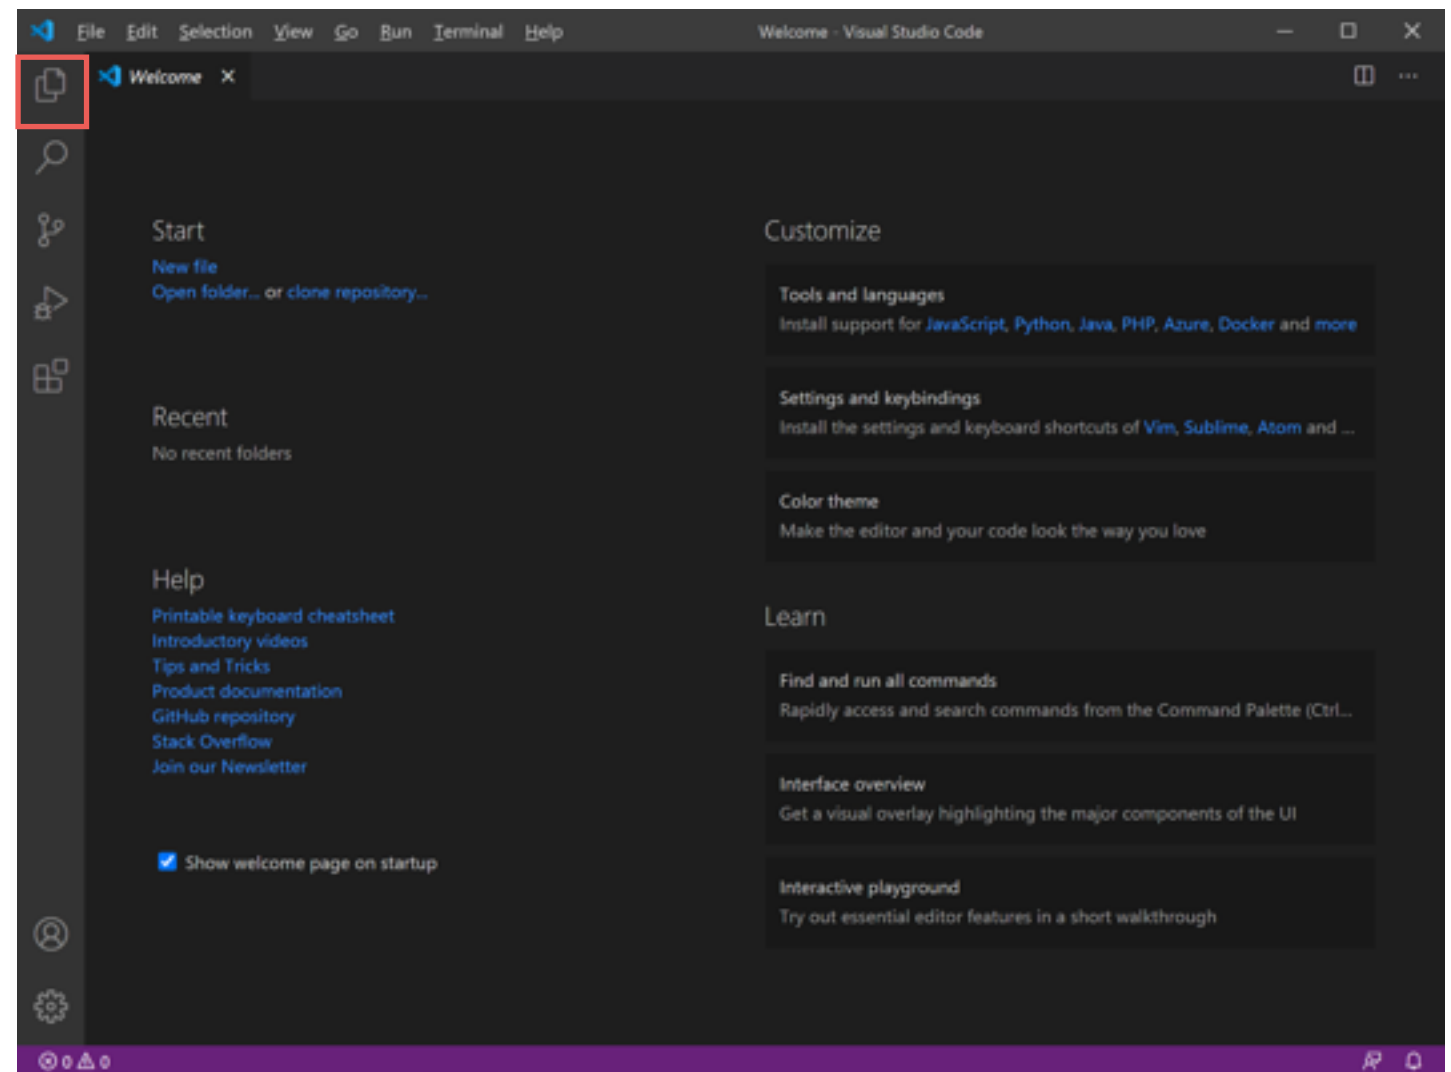 File Edit Selection View Go Run Terminal Help Welcome - Visual Studio Code
Welcome
Start
New file
Open folder... or clone repository...
Recent
No recent folders
Help
Printable keyboard cheatsheet
Introductory videos
Tips and Tricks
Product documentation
GitHub repository
Stack Overflow
Join our Newsletter
Show welcome page on startup
Customize
Tools and languages
Install support for JavaScript, Python, Java, PHP, Azure, Docker and more
Settings and keybindings
Install the settings and keyboard shortcuts of Vim, Sublime, Atom and ...
Color theme
Make the editor and your code look the way you love
Learn
Find and run all commands
Rapidly access and search commands from the Command Palette (Ctrl...
Interface overview
Get a visual overlay highlighting the major components of the UI
Interactive playground
Try out essential editor features in a short walkthrough
0 0